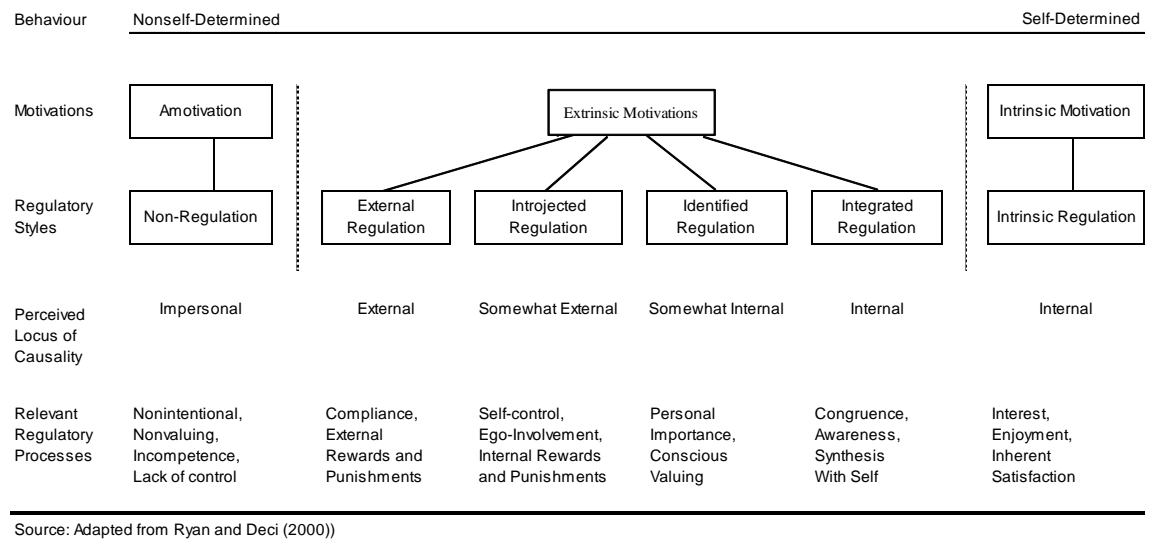 Behaviour Nonself-Determined Self-Determined
Motivations Amotivation Extrinsic Motivations Intrinsic Motivation
Regulatory
Styles
Non-Regulation
External
Regulation
Introjected
Regulation
Identified
Regulation
Integrated
Regulation
Intrinsic Regulation
Perceived
Locus of
Causality
Impersonal
External
Somewhat External
Somewhat Internal
Internal
Internal
Relevant
Regulatory
Processes
Nonintentional,
Nonvaluing,
Incompetence,
Lack of control
Compliance,
External
Rewards and
Punishments
Self-control,
Ego-Involvement,
Internal Rewards
and Punishments
Personal
Importance,
Conscious
Valuing
Congruence,
Awareness,
Synthesis
With Self
Interest,
Enjoyment,
Inherent
Satisfaction
Source: Adapted from Ryan and Deci (2000))